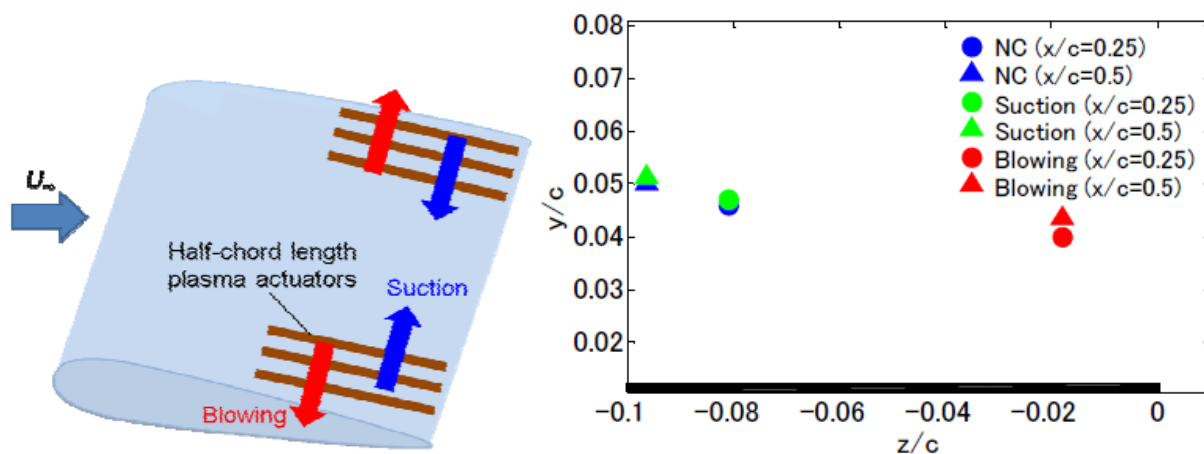 U∞
Half-chord length
plasma actuators
Suction
Blowing
0.08
0.07
0.06
0.05
0.04
0.03
0.02
y/c
NC (x/c=0.25)
NC (x/c=0.5)
Suction (x/c=0.25)
Suction (x/c=0.5)
Blowing (x/c=0.25)
Blowing (x/c=0.5)
-0.1 -0.08 -0.06 -0.04 -0.02 0
z/c